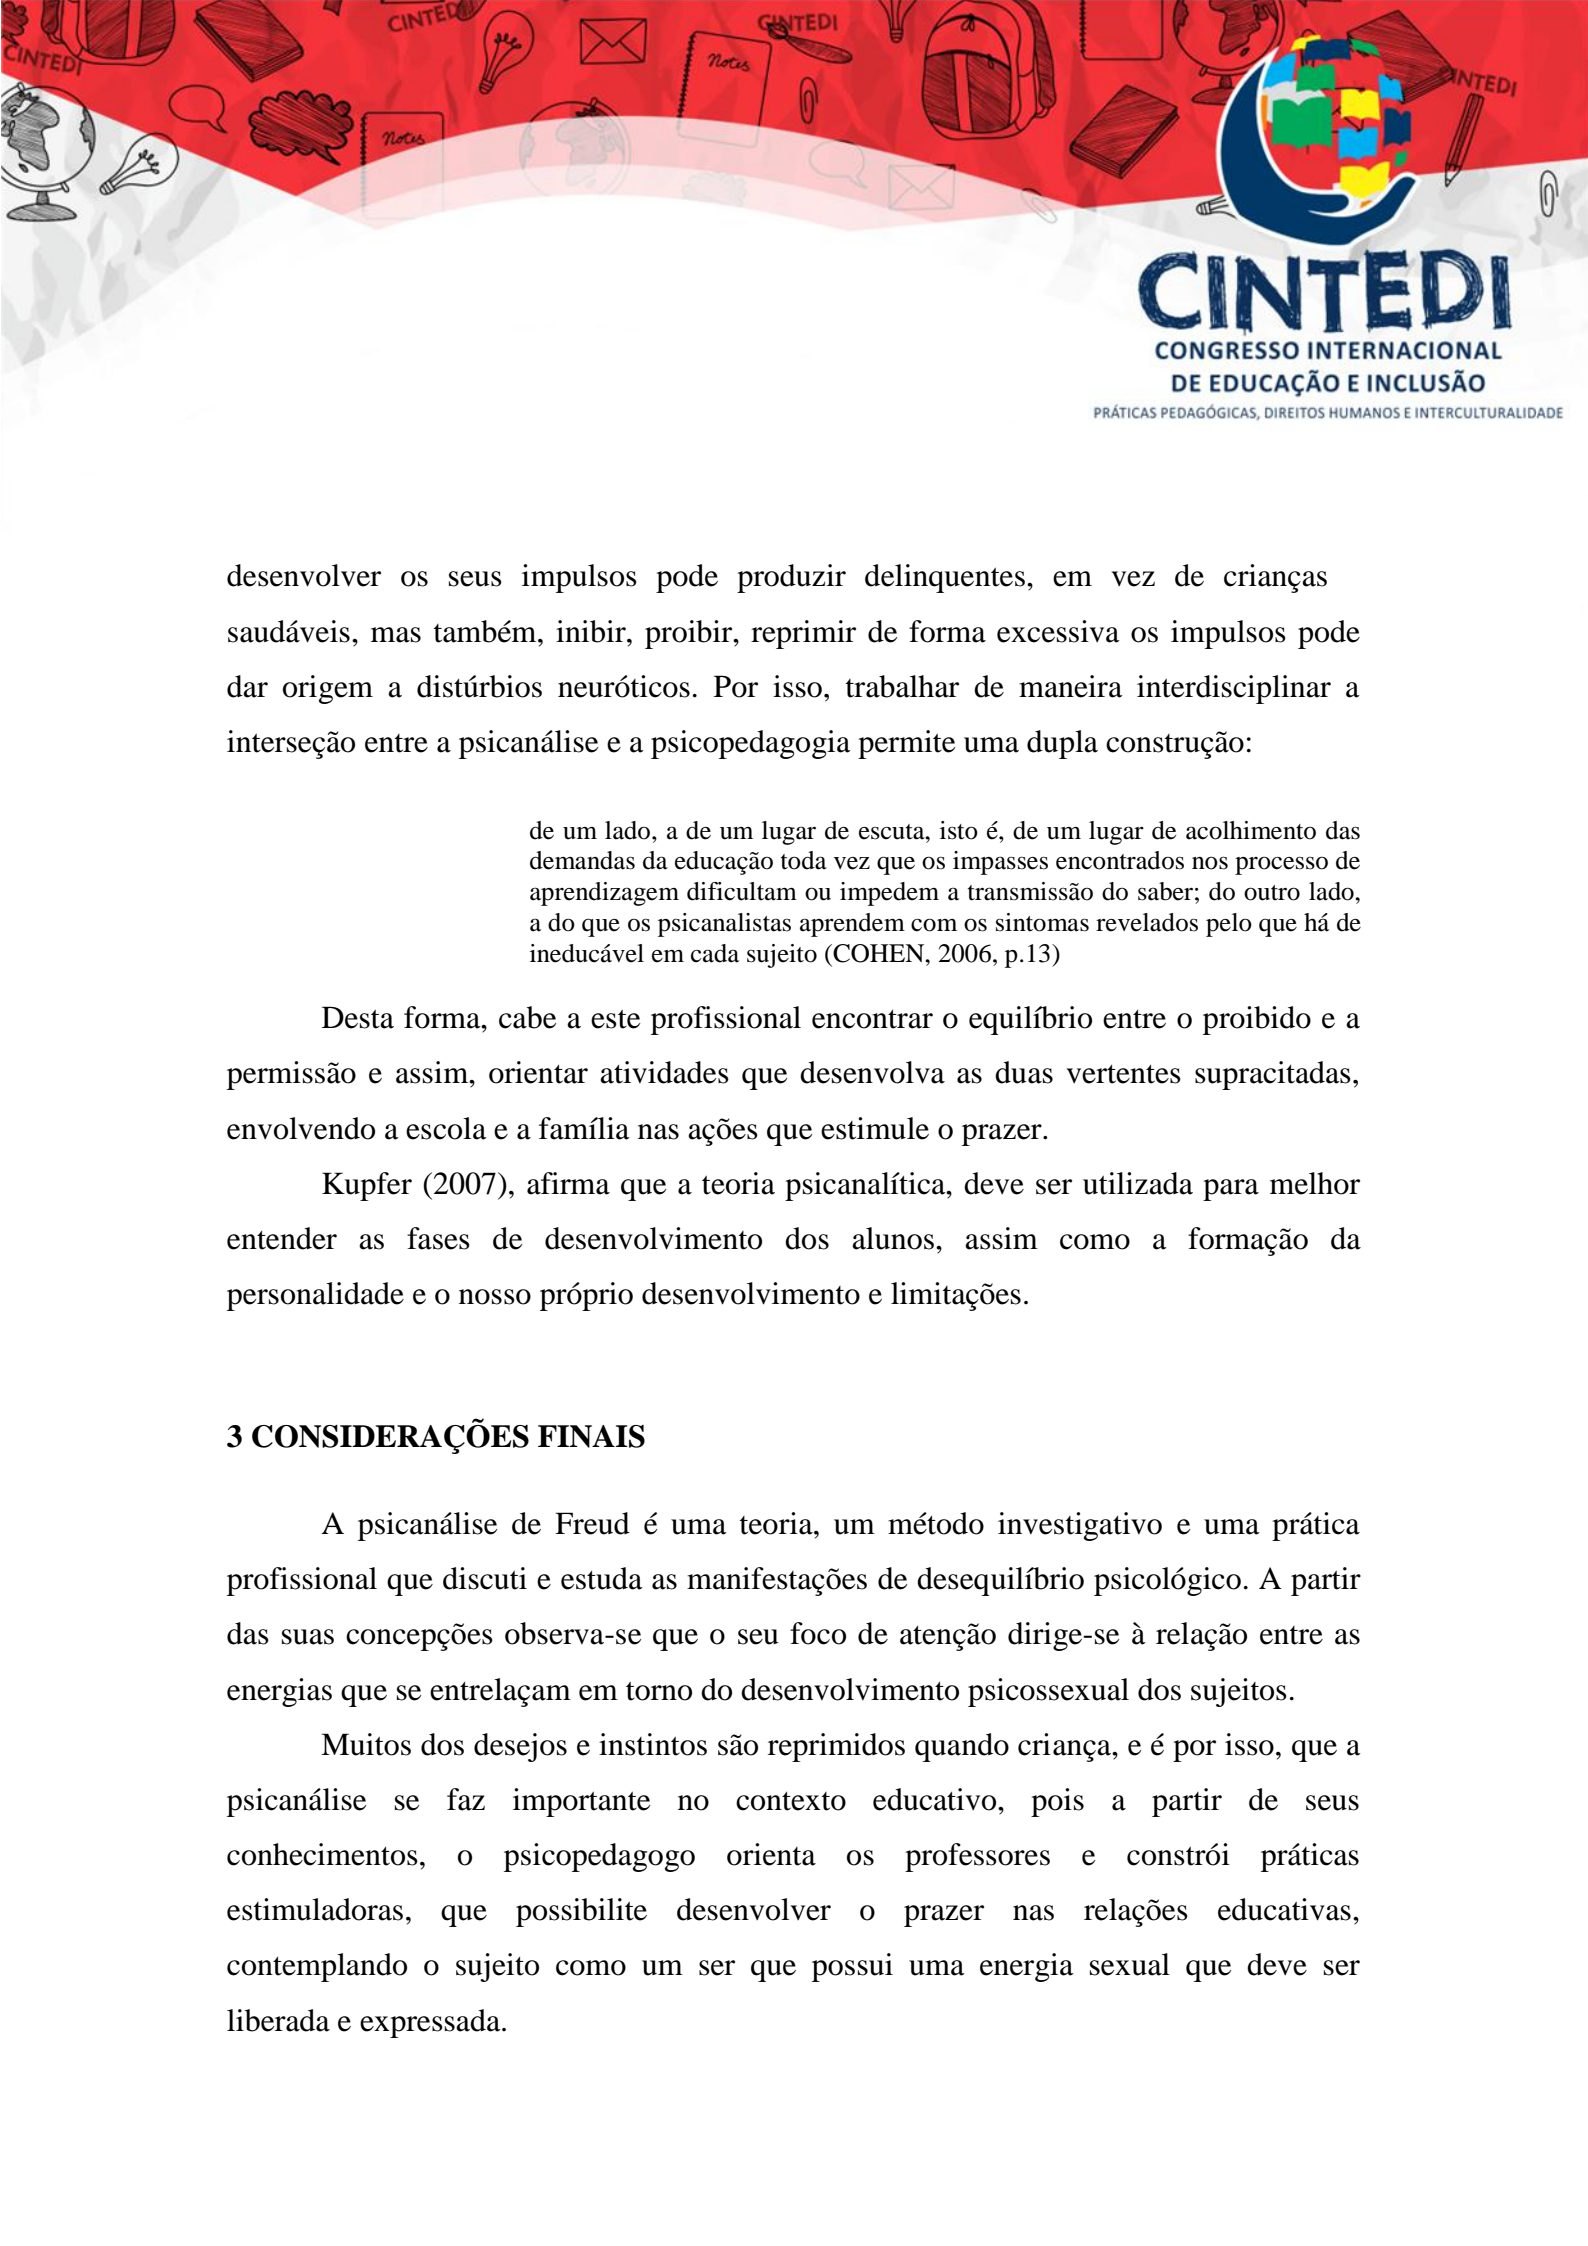 CINTEDI
CINTEDI
CINTEDI
Notes
CINTEDI
Notes
CINTEDI
CONGRESSO INTERNACIONAL
DE EDUCAÇÃO E INCLUSÃO
PRÁTICAS PEDAGÓGICAS, DIREITOS HUMANOS E INTERCULTURALIDADE
desenvolver os seus impulsos pode produzir delinquentes, em vez de crianças
saudáveis, mas também, inibir, proibir, reprimir de forma excessiva os impulsos pode
dar origem a distúrbios neuróticos. Por isso, trabalhar de maneira interdisciplinar a
interseção entre a psicanálise e a psicopedagogia permite uma dupla construção:
de um lado, a de um lugar de escuta, isto é, de um lugar de acolhimento das
demandas da educação toda vez que os impasses encontrados nos processo de
aprendizagem dificultam ou impedem a transmissão do saber; do outro lado,
a do que os psicanalistas aprendem com os sintomas revelados pelo que há de
ineducável em cada sujeito (COHEN, 2006, p.13)
Desta forma, cabe a este profissional encontrar o equilíbrio entre o proibido e a
permissão e assim, orientar atividades que desenvolva as duas vertentes supracitadas,
envolvendo a escola e a família nas ações que estimule o prazer.
Kupfer (2007), afirma que a teoria psicanalítica, deve ser utilizada para melhor
entender as fases de desenvolvimento dos alunos, assim como a formação da
personalidade e o nosso próprio desenvolvimento e limitações.
3 CONSIDERAÇÕES FINAIS
A psicanálise de Freud é uma teoria, um método investigativo e uma prática
profissional que discuti e estuda as manifestações de desequilíbrio psicológico. A partir
das suas concepções observa-se que o seu foco de atenção dirige-se à relação entre as
energias que se entrelaçam em torno do desenvolvimento psicossexual dos sujeitos.
Muitos dos desejos e instintos são reprimidos quando criança, e é por isso, que a
psicanálise se faz importante no contexto educativo, pois a partir de seus
conhecimentos, o psicopedagogo orienta os professores e constrói práticas
estimuladoras, que possibilite desenvolver o prazer nas relações educativas,
contemplando o sujeito como um ser que possui uma energia sexual que deve ser
liberada e expressada.